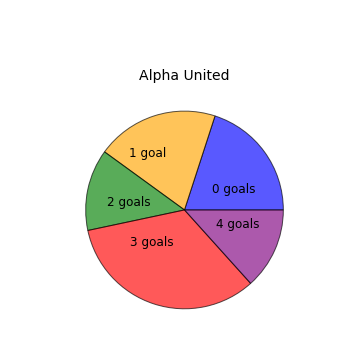 Alpha United
1 goal
0 goals
2 goals
4 goals
3 goals